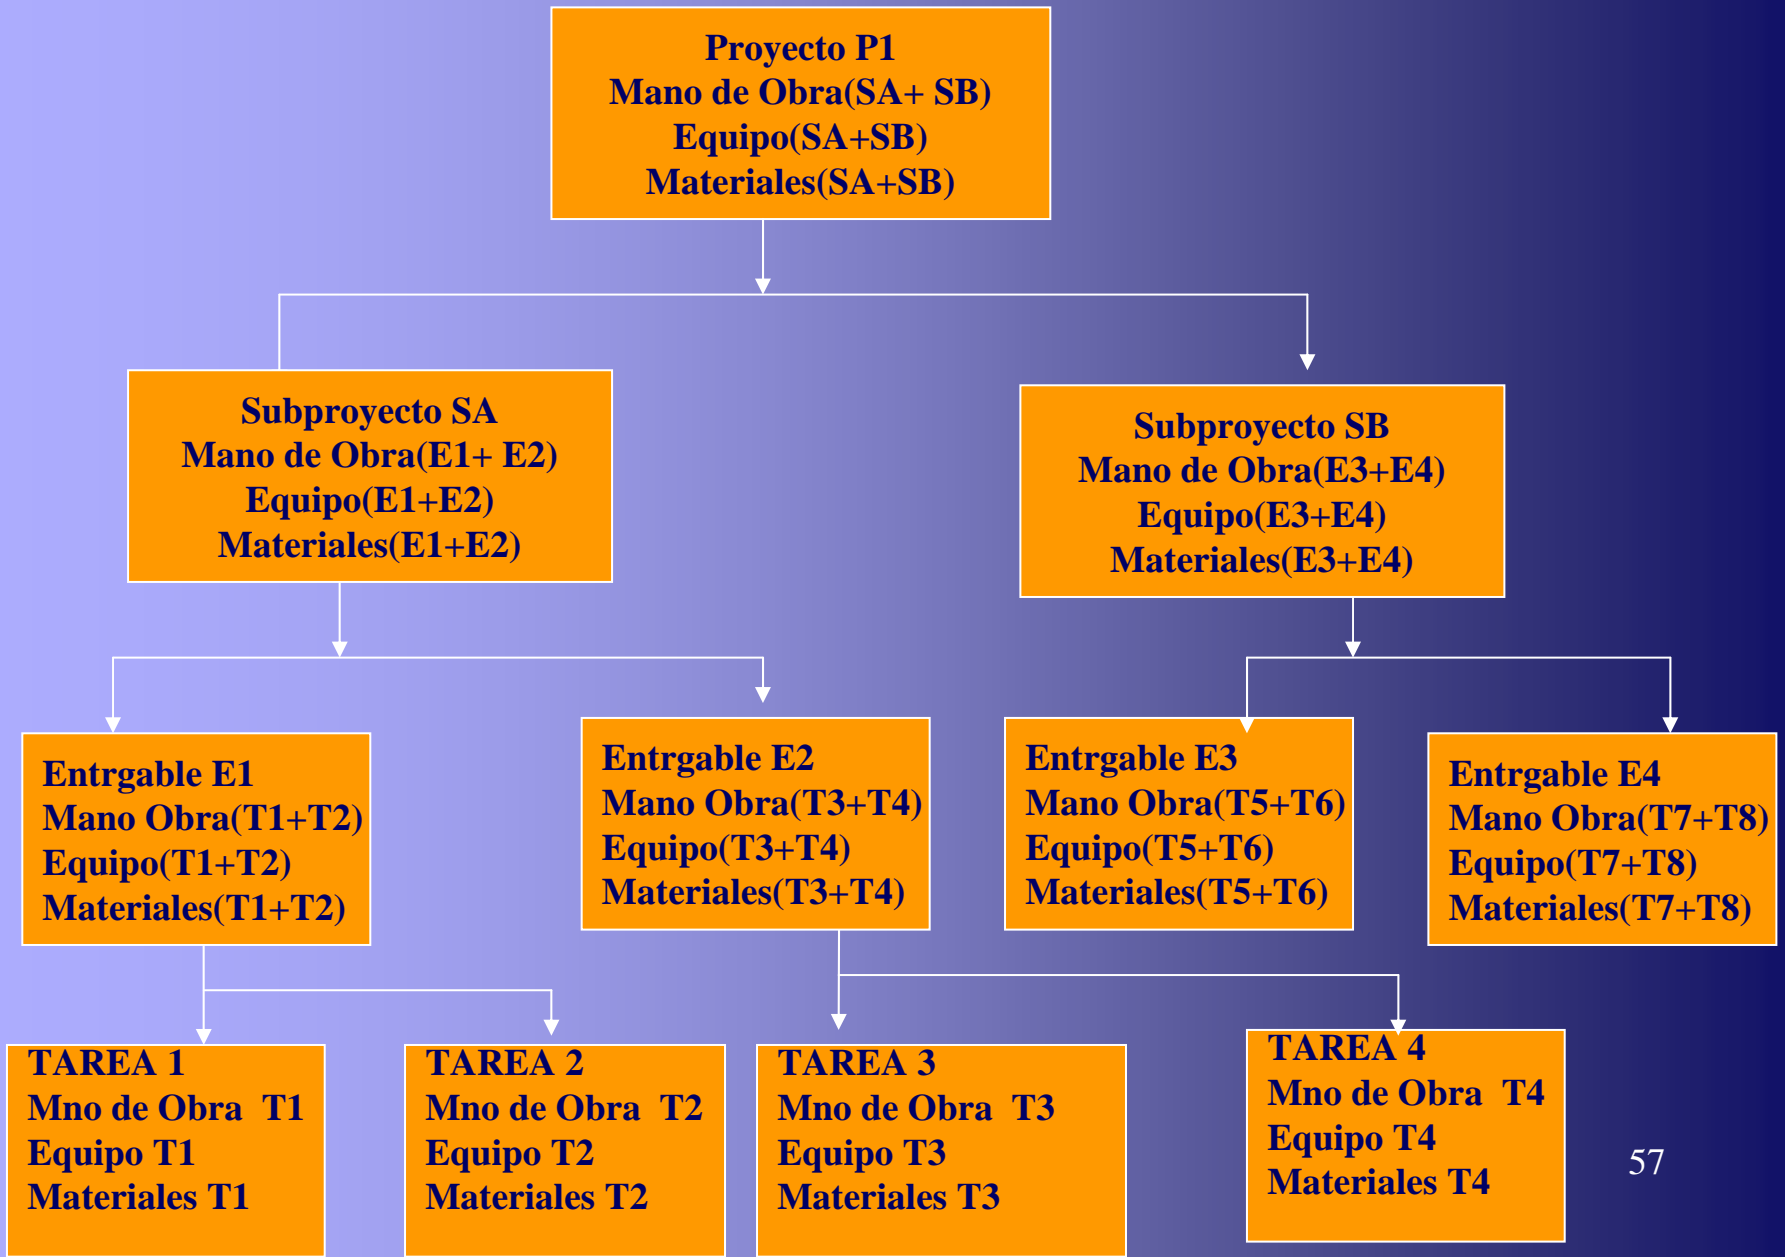 Proyecto P1
Mano de Obra(SA+ SB)
Equipo(SA+SB)
Materiales(SA+SB)
Subproyecto SA
Mano de Obra(E1+ E2)
Equipo(E1+E2)
Materiales(E1+E2)
Subproyecto SB
Mano de Obra(E3+E4)
Equipo(E3+E4)
Materiales(E3+E4)
Entrgable E1
Mano Obra(T1+T2)
Equipo(T1+T2)
Materiales(T1+T2)
Entrgable E2
Mano Obra(T3+T4)
Equipo(T3+T4)
Materiales(T3+T4)
Entrgable E3
Mano Obra(T5+T6)
Equipo(T5+T6)
Materiales(T5+T6)
Entrgable E4
Mano Obra(T7+T8)
Equipo(T7+T8)
Materiales(T7+T8)
TAREA 1
Mno de Obra  T1
Equipo T1
Materiales T1
TAREA 2
Mno de Obra  T2
Equipo T2
Materiales T2
TAREA 3
Mno de Obra  T3
Equipo T3
Materiales T3
TAREA 4
Mno de Obra  T4
Equipo T4
Materiales T4
57